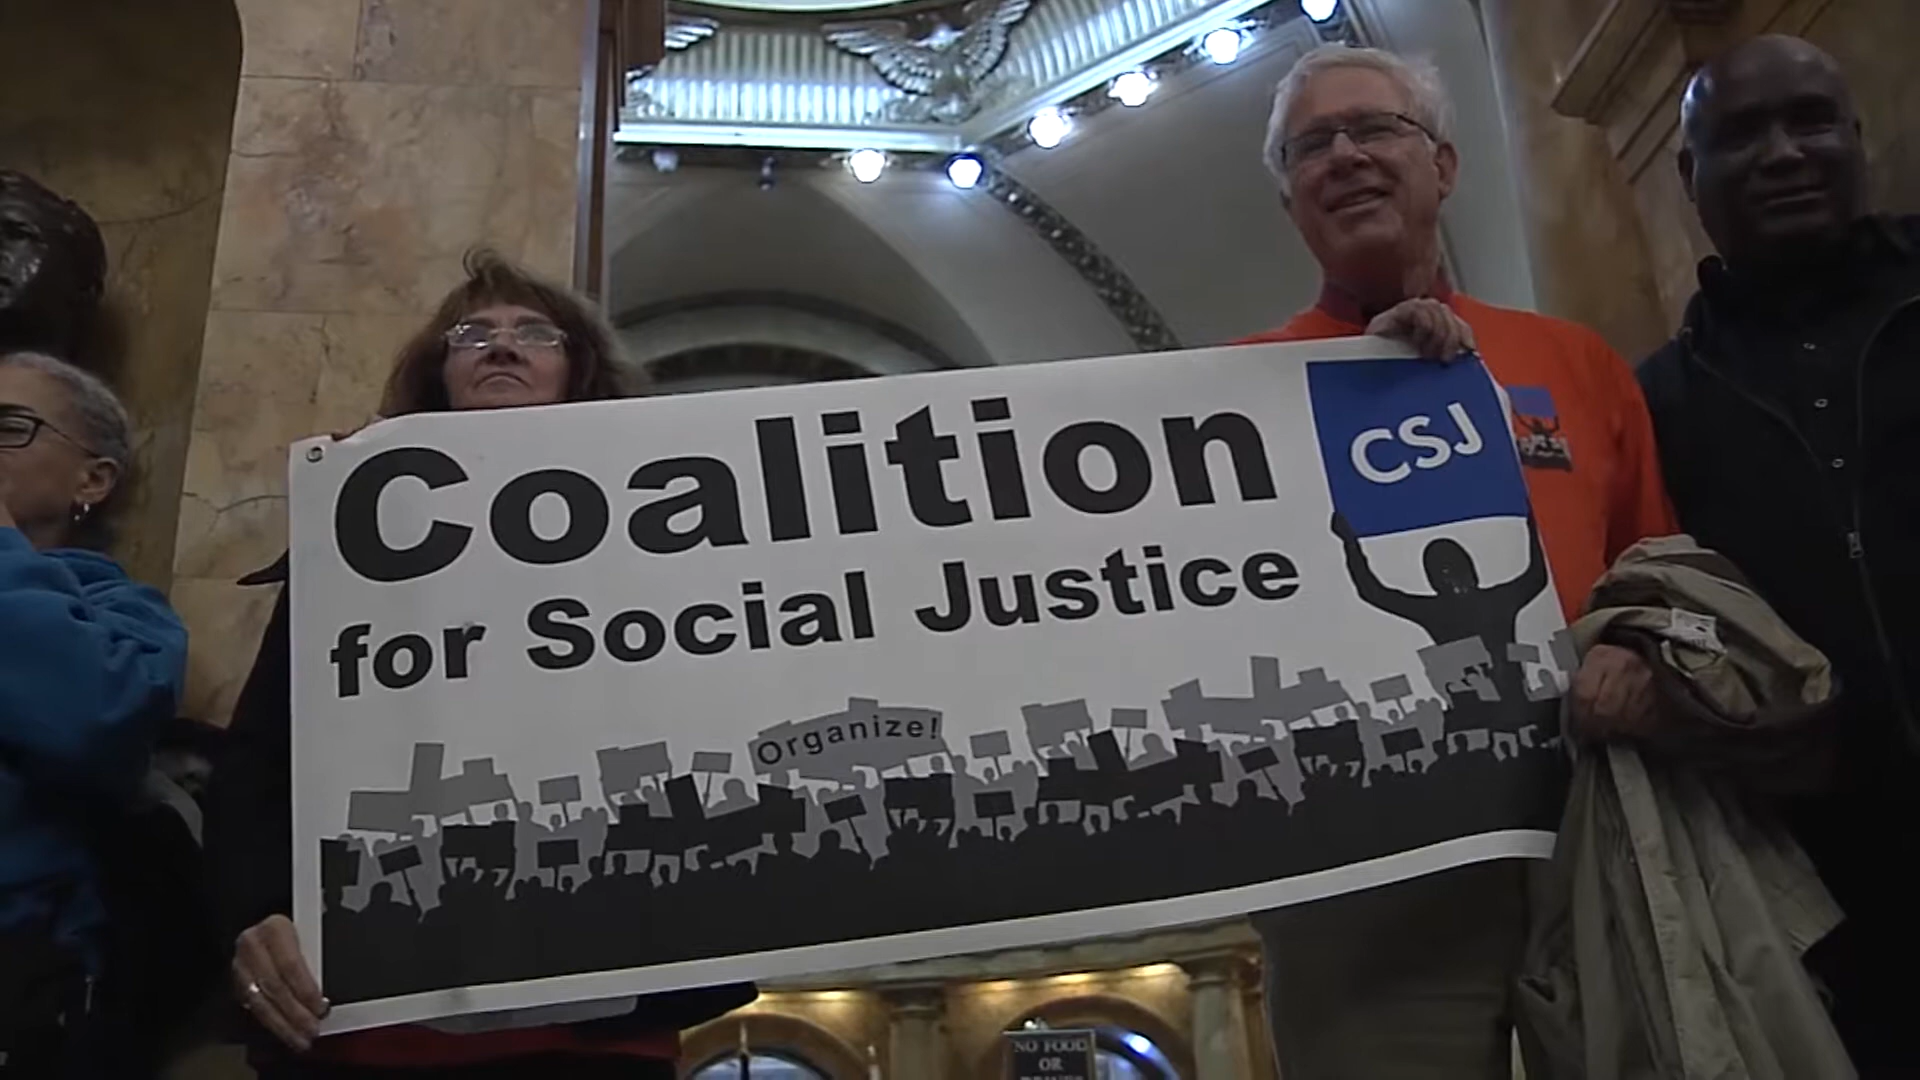 Coalition
for Social Justice
CSJ
Organize!
NO FOOD
OR